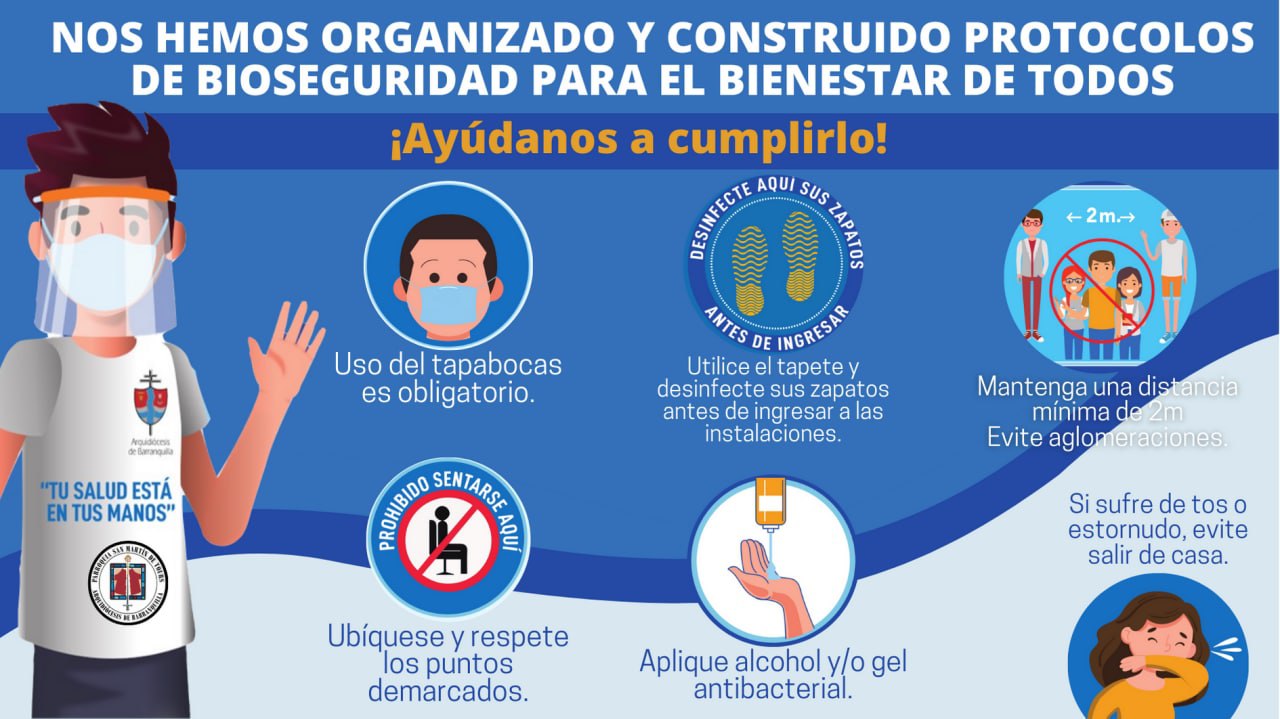 NOS HEMOS ORGANIZADO Y CONSTRUIDO PROTOCOLOS
DE BIOSEGURIDAD PARA EL BIENESTAR DE TODOS
¡Ayúdanos a cumplirlo!
Uso del tapabocas
es obligatorio.
DESINFECTE AQUÍ SUS ZAPATOS
ANTES DE INGRESAR
Utilice el tapete y
desinfecte sus zapatos
antes de ingresar a las
instalaciones.
← 2m.→
Mantenga una distancia
mínima de 2m
Evite aglomeraciones.
Arquidiócesis
de Barranquilla
"TU SALUD ESTÁ
EN TUS MANOS"
PARROQUIA SAN MARTÍN DE TOURS
ARQUIDIÓCESIS DE BARRANQUILLA
PROHIBIDO SENTARSE AQUÍ
Ubíquese y respete
los puntos
demarcados.
Aplique alcohol y/o gel
antibacterial.
Si sufre de tos o
estornudo, evite
salir de casa.